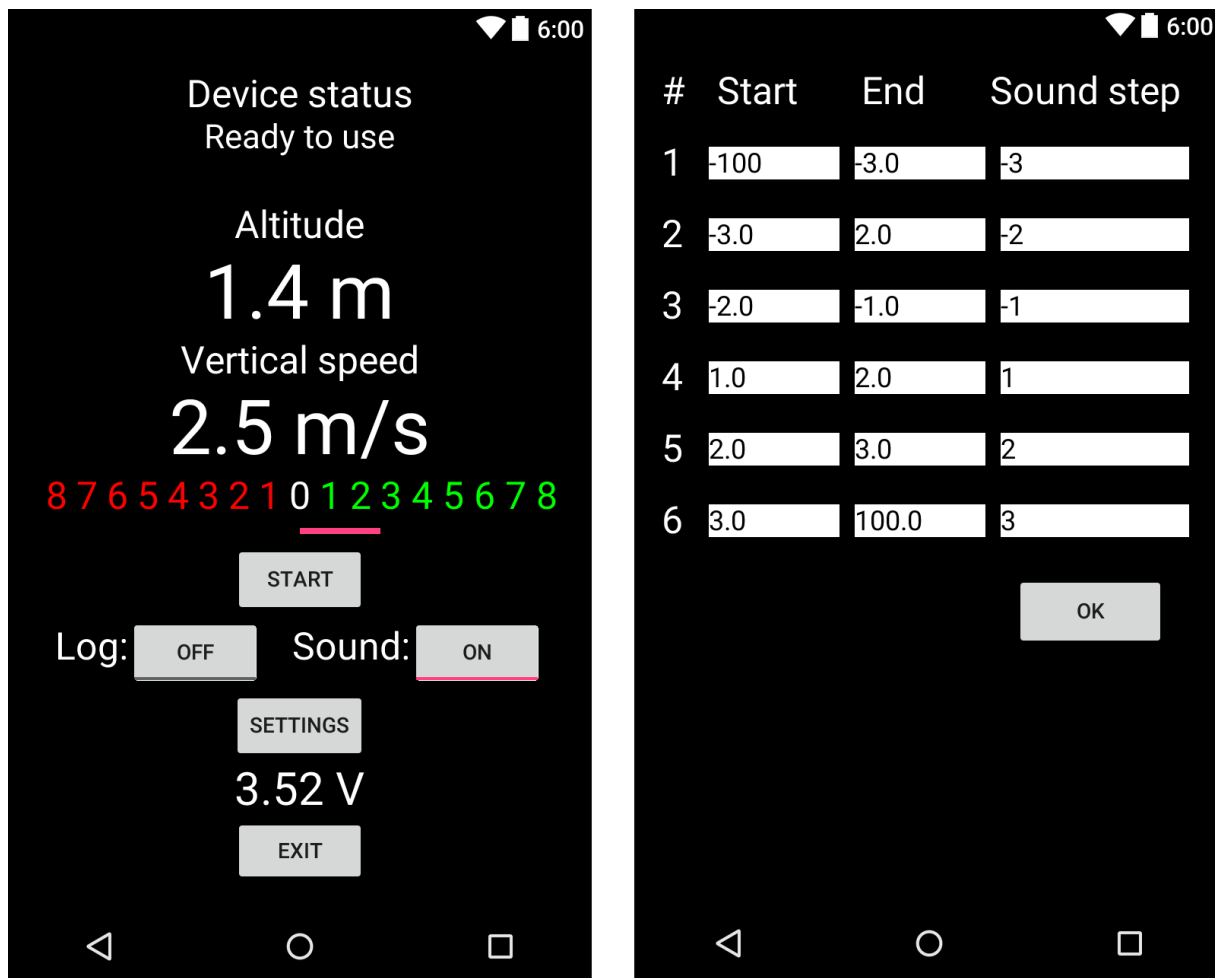 6:00
Device status
Ready to use
Altitude
1.4 m
Vertical speed
2.5 m/s
8 7 6 5 4 3 2 1 0 1 2 3 4 5 6 7 8
START
Log: OFF Sound: ON
SETTINGS
3.52 V
EXIT
6:00
# Start End Sound step
1 -100 -3.0 -3
2 -3.0 2.0 -2
3 -2.0 -1.0 -1
4 1.0 2.0 1
5 2.0 3.0 2
6 3.0 100.0 3
OK